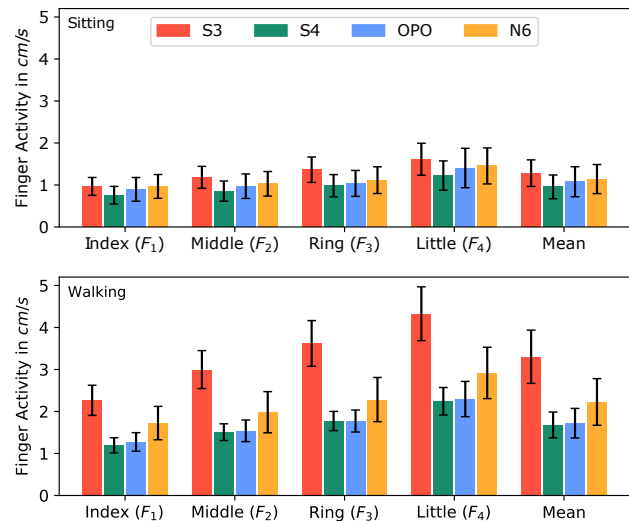 5
Sitting
S3 S4 OPO N6
4
3
2
1
0
Finger Activity in cm/s
Index (F₁) Middle (F₂) Ring (F₃) Little (F₄) Mean
5
Walking
4
3
2
1
0
Finger Activity in cm/s
Index (F₁) Middle (F₂) Ring (F₃) Little (F₄) Mean